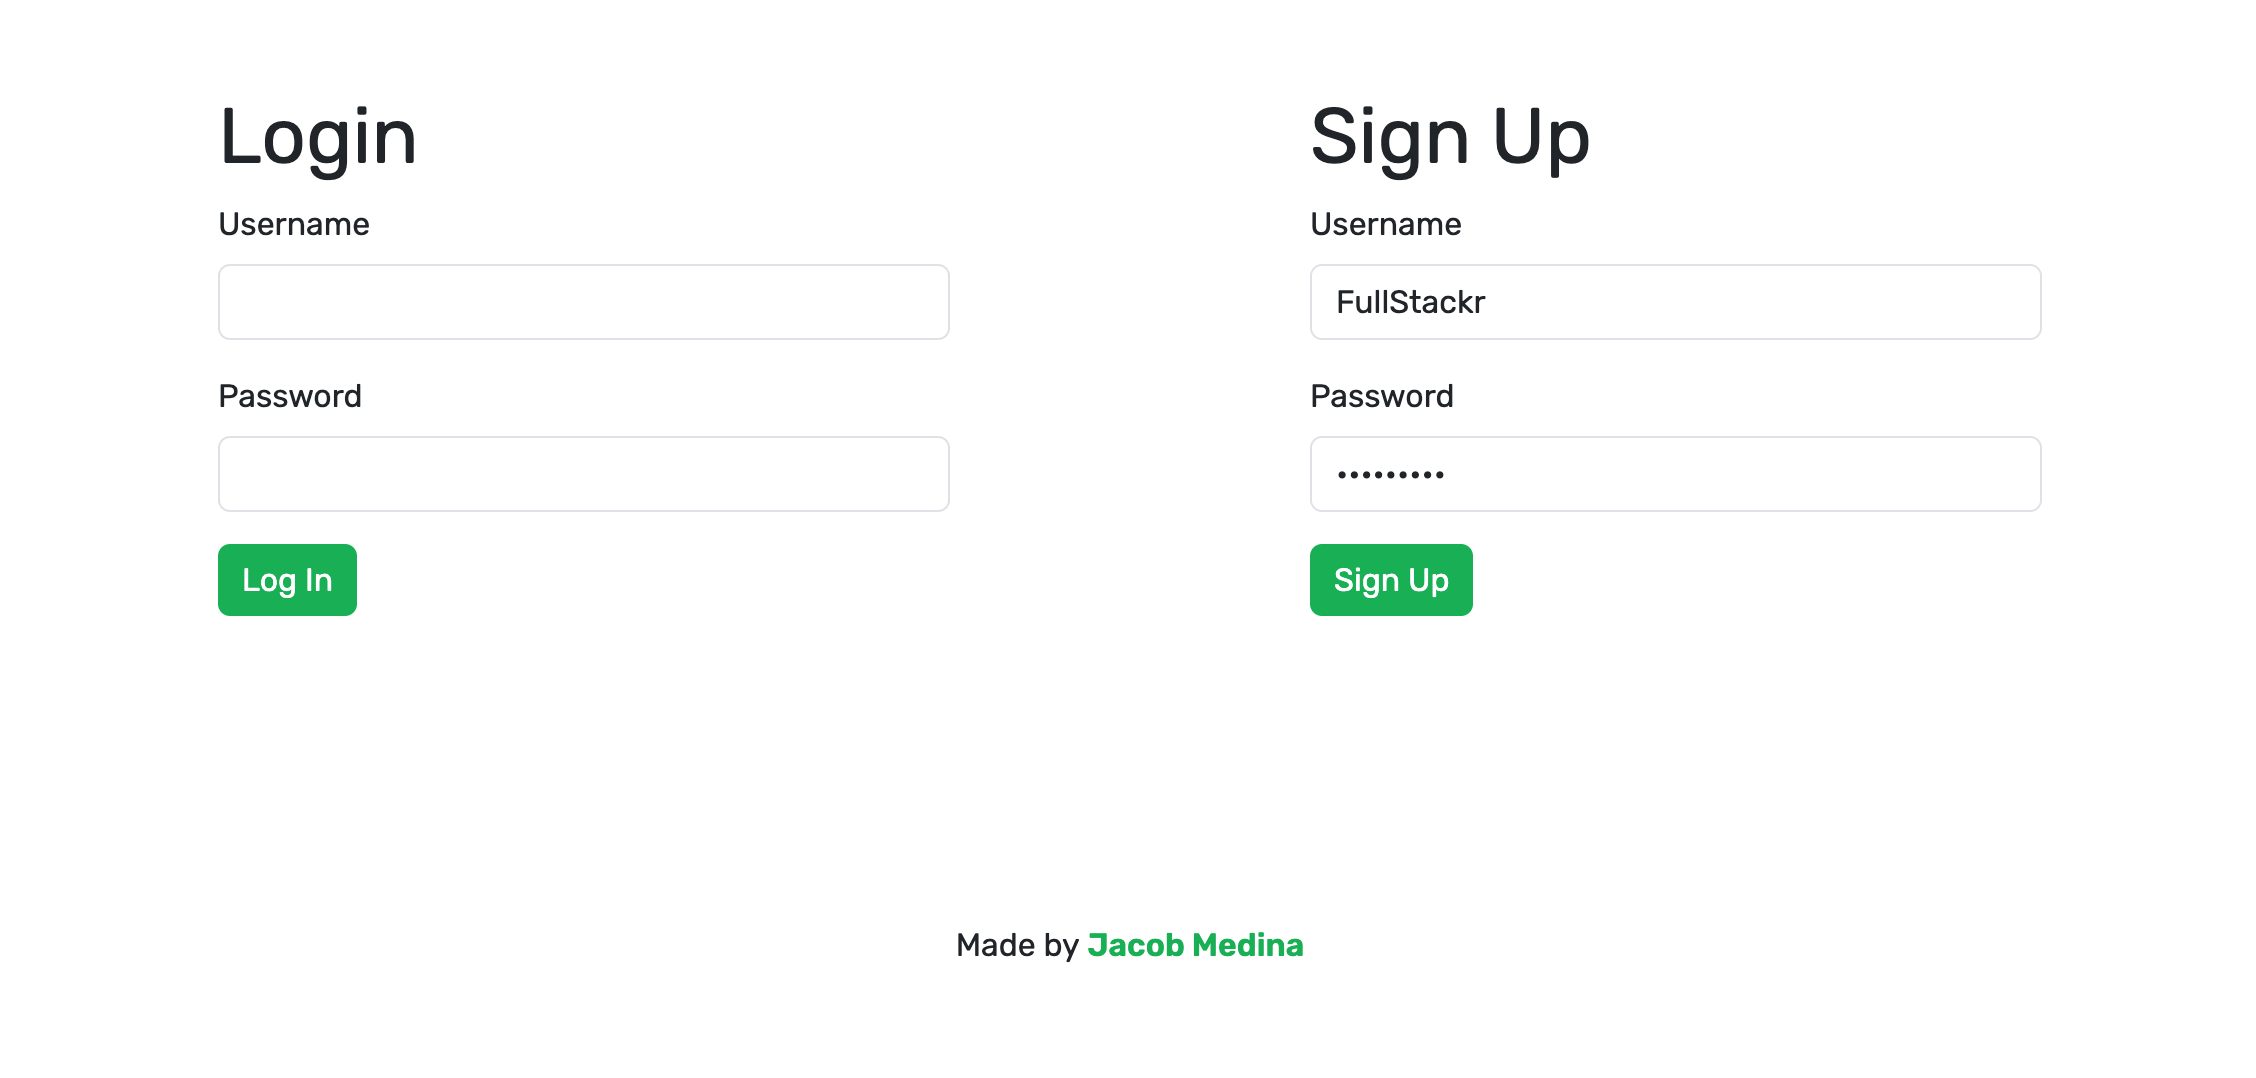 Login
Username
Password
Log In
Sign Up
Username
FullStackr
Password
•••••••••
Sign Up
Made by Jacob Medina